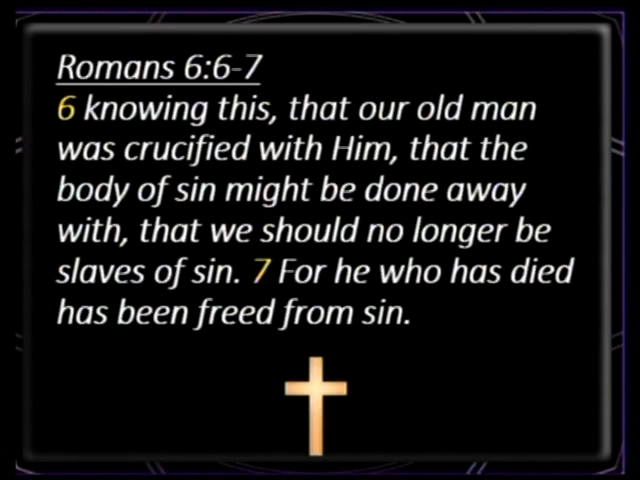 Romans 6:6-7
6 knowing this, that our old man
was crucified with Him, that the
body of sin might be done away
with, that we should no longer be
slaves of sin. 7 For he who has died
has been freed from sin.